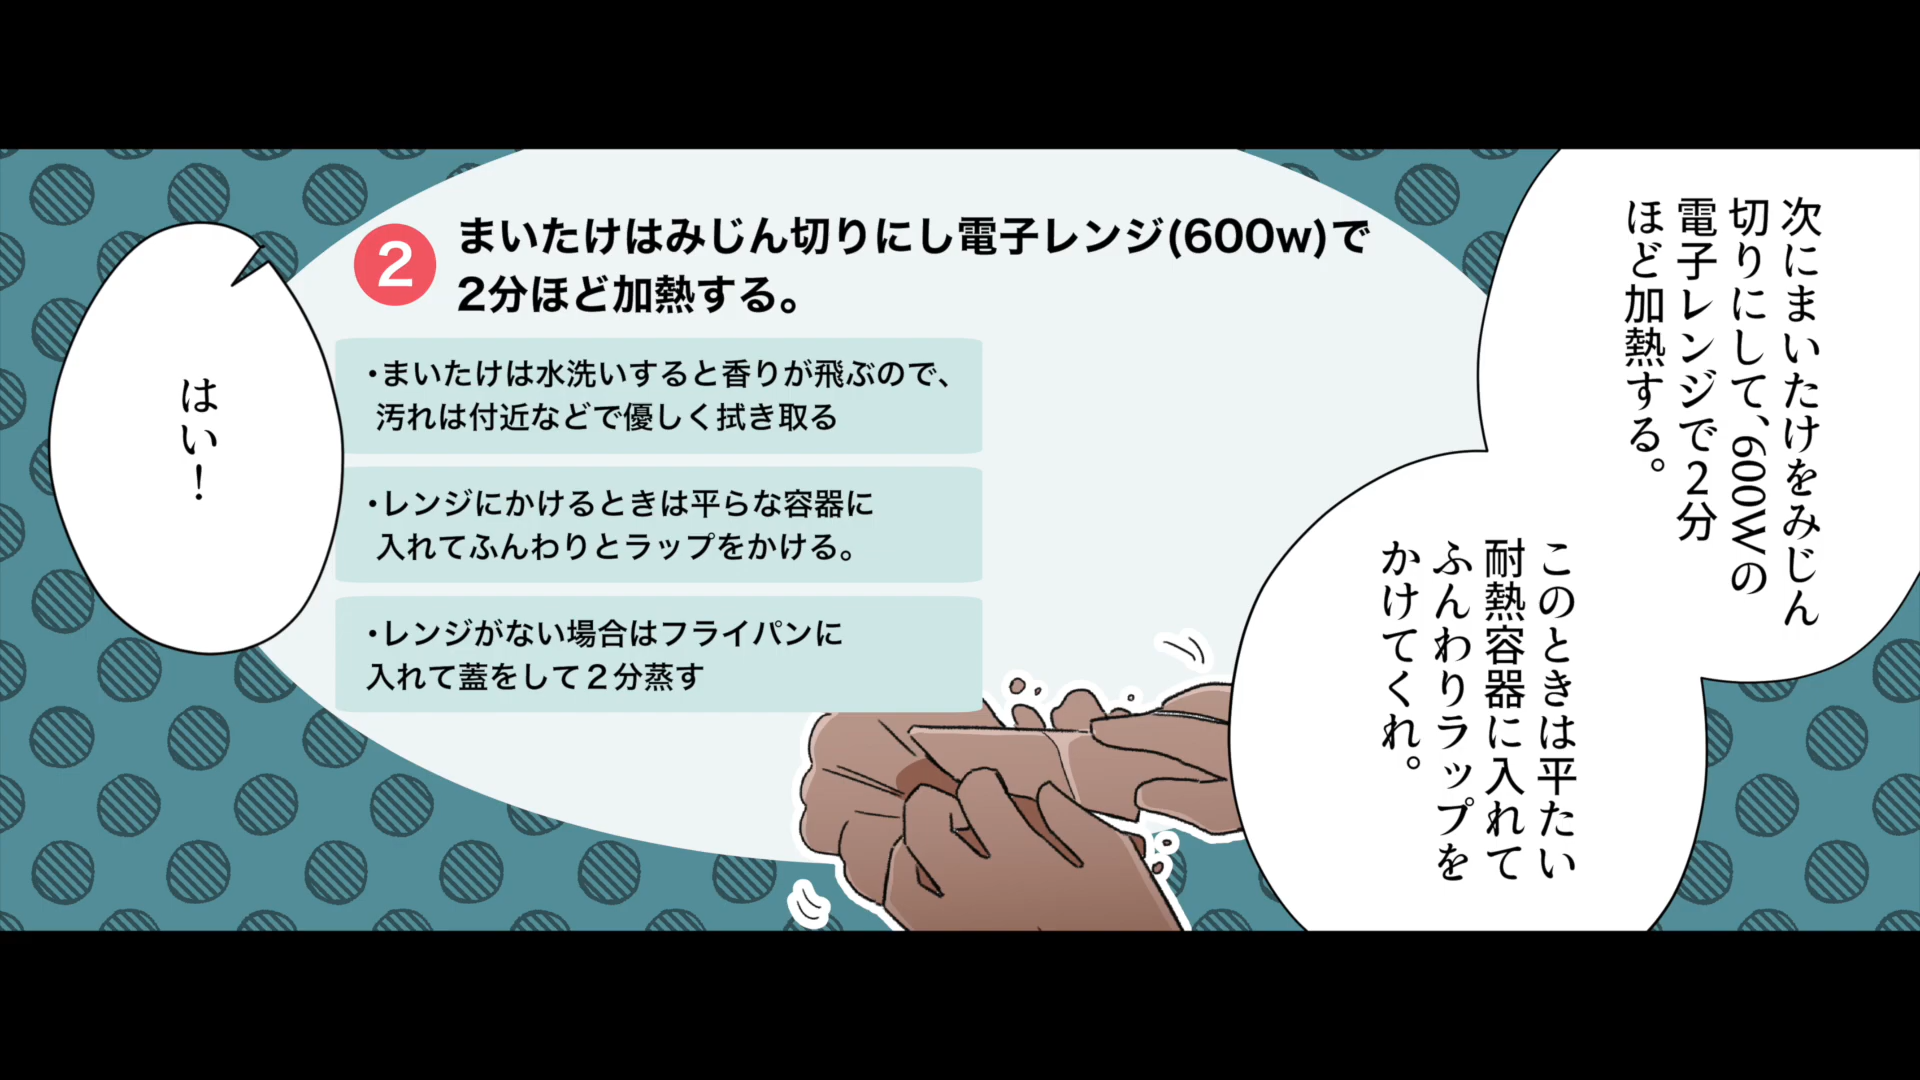 次にまいたけをみじん
切りにして、600Wの
電子レンジで2分
ほど加熱する。
このときは平たい
耐熱容器に入れて
ふんわりラップを
かけてくれ。
2 まいたけはみじん切りにし電子レンジ(600w)で
2分ほど加熱する。
・まいたけは水洗いすると香りが飛ぶので、
汚れは付近などで優しく拭き取る
・レンジにかけるときは平らな容器に
入れてふんわりとラップをかける。
・レンジがない場合はフライパンに
入れて蓋をして２分蒸す
はい！